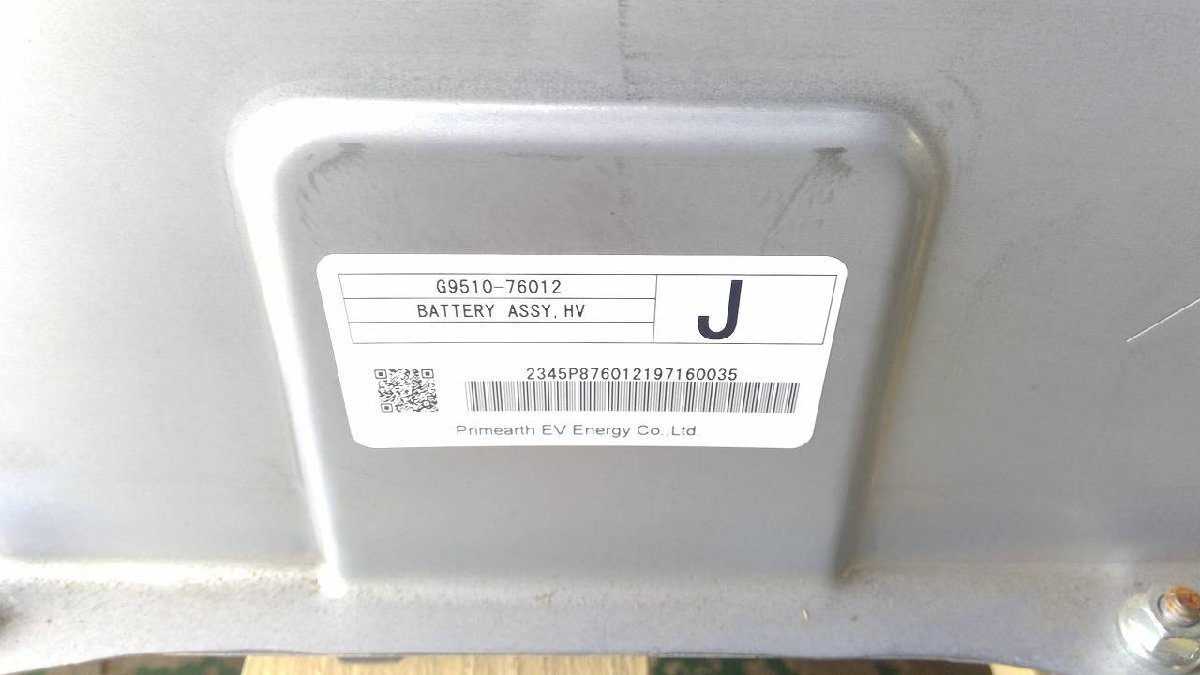 G9510-76012
BATTERY ASSY,HV
J
2345P876012197160035
Primearth EV Energy Co.,Ltd.